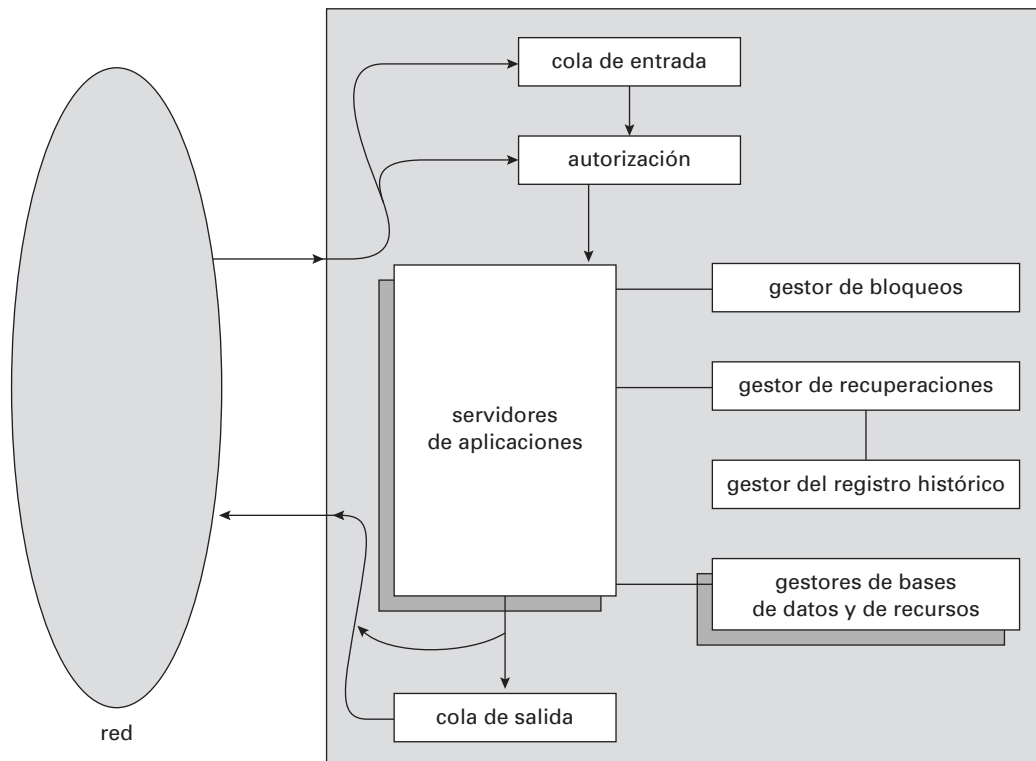 cola de entrada
autorización
gestor de bloqueos
gestor de recuperaciones
servidores
de aplicaciones
gestor del registro histórico
gestores de bases
de datos y de recursos
cola de salida
red